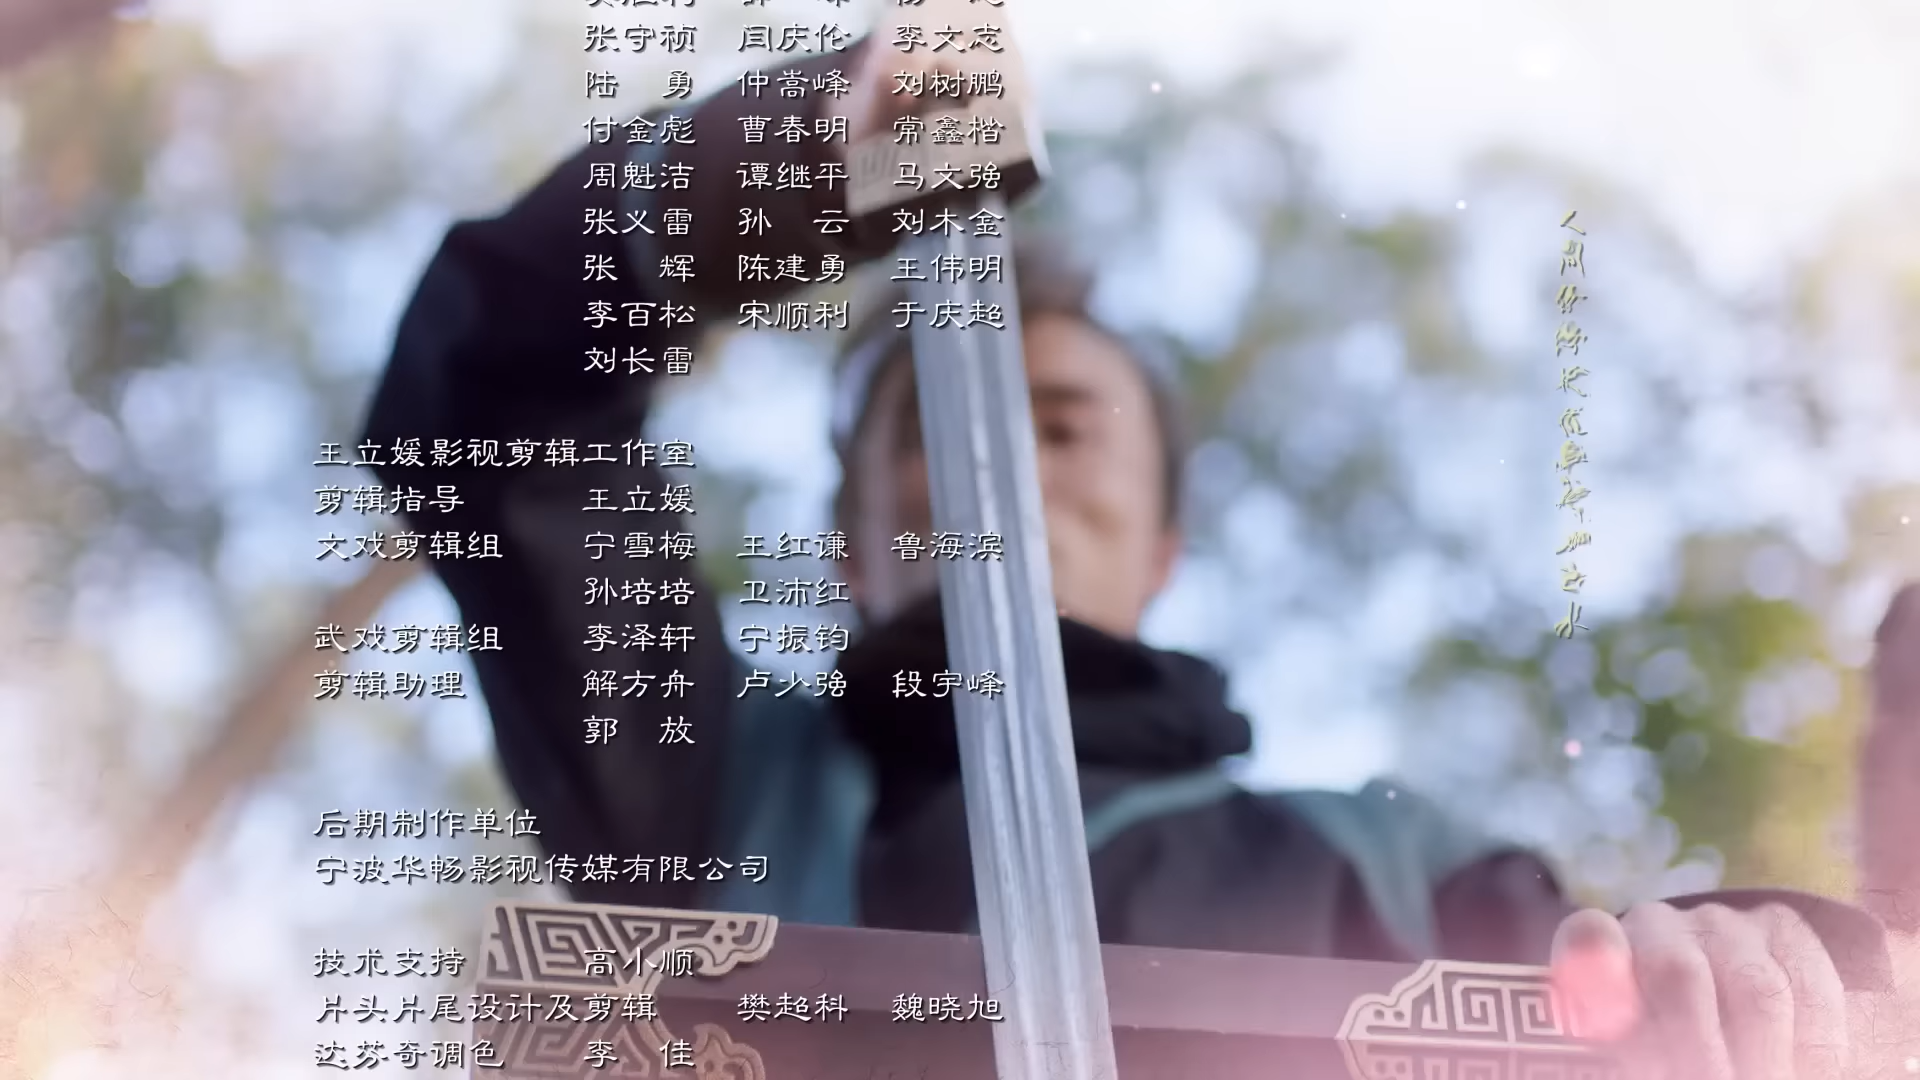 张守祯 闫庆伦 李文志
陆 勇 仲嵩峰 刘树鹏
付金彪 曹春明 常鑫楷
周魁洁 谭继平 马文强
张义雷 孙 云 刘木金
张 辉 陈建勇 王伟明
李百松 宋顺利 于庆超
刘长雷
王立媛影视剪辑工作室
剪辑指导 王立媛
文戏剪辑组 宁雪梅 王红谦 鲁海滨
孙培培 卫沛红
武戏剪辑组 李泽轩 宁振钧
剪辑助理 解方舟 卢少强 段宇峰
郭 放
后期制作单位
宁波华畅影视传媒有限公司
技术支持 高小顺
片头片尾设计及剪辑 樊超科 魏晓旭
达芬奇调色 李 佳